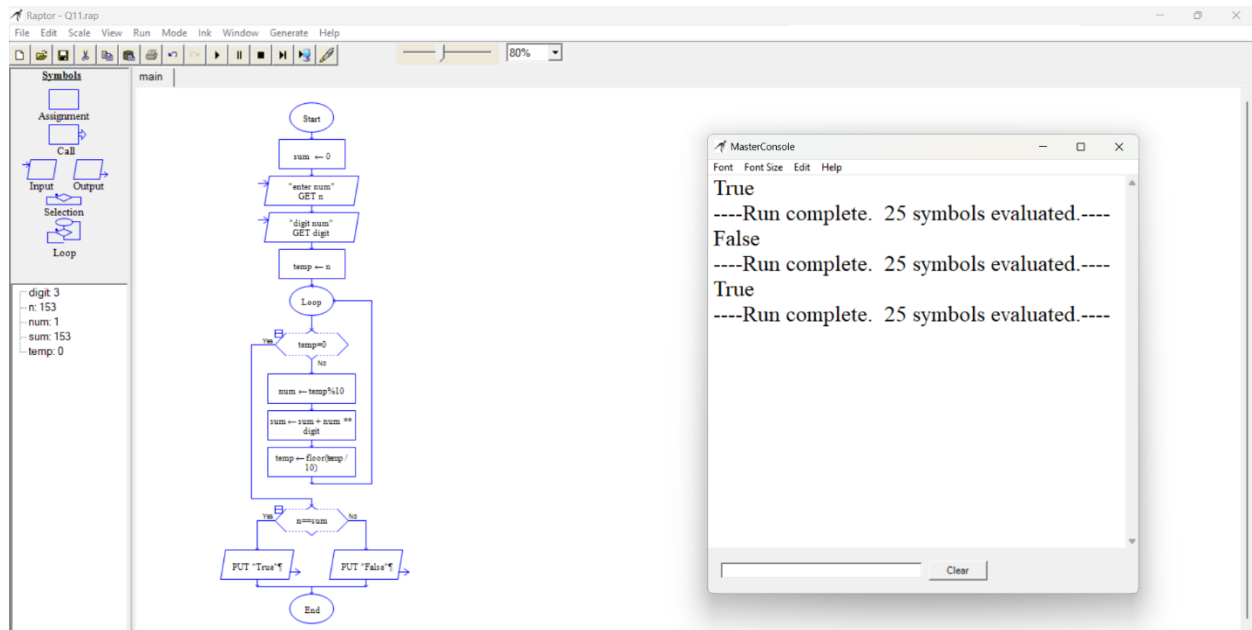 Raptor - Q11.rap
File Edit Scale View Run Mode Ink Window Generate Help
80%
Symbols
Assignment
Call
Input Output
Selection
Loop
digit: 3
n: 153
num: 1
sum: 153
temp: 0
main
Start
sum ← 0
"enter num"
GET n
"digit num"
GET digit
temp ← n
Loop
Yes
temp=0
No
num ← temp%10
sum ← sum + num **
digit
temp ← floor(temp /
10)
Yes
n==sum
No
PUT "True"¶
PUT "False"¶
End
MasterConsole
Font Font Size Edit Help
True
----Run complete. 25 symbols evaluated.----
False
----Run complete. 25 symbols evaluated.----
True
----Run complete. 25 symbols evaluated.----
Clear